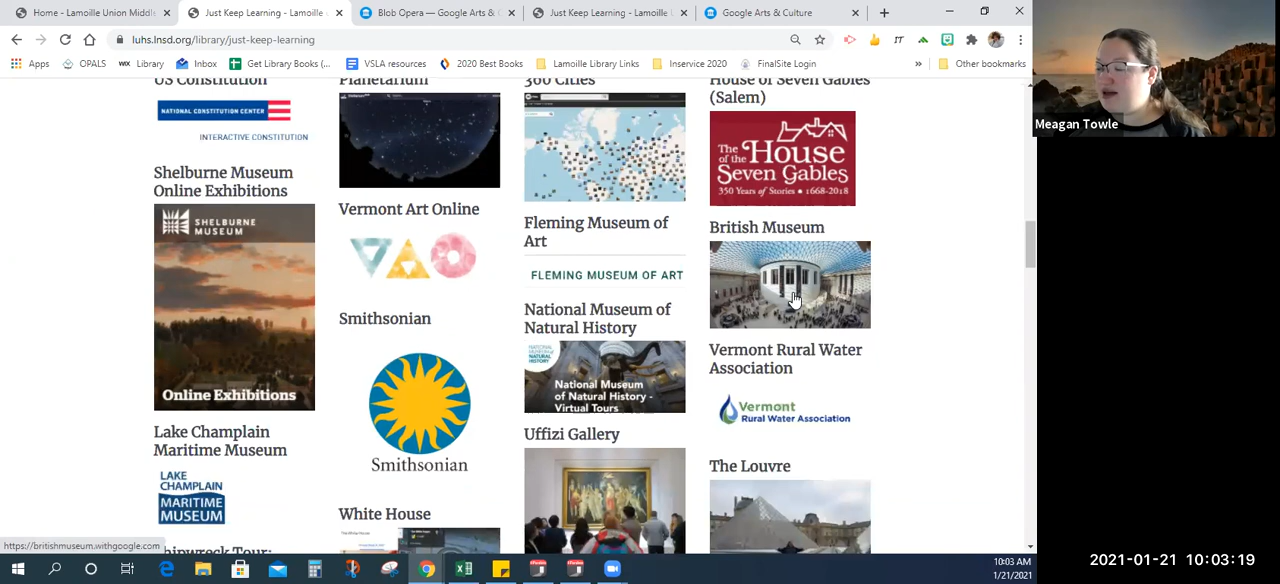 Home - Lamoille Union Middl
Just Keep Learning - Lamoille
Blob Opera — Google Arts & C
Just Keep Learning - Lamoille U
Google Arts & Culture
luhs.lnsd.org/library/just-keep-learning
Apps
OPALS
Library
Inbox
Get Library Books (...
VSLA resources
2020 Best Books
Lamoille Library Links
Inservice 2020
FinalSite Login
»
Other bookmarks
US Constitution
NATIONAL CONSTITUTION CENTER
INTERACTIVE CONSTITUTION
Shelburne Museum
Online Exhibitions
SHELBURNE
MUSEUM
Online Exhibitions
Lake Champlain
Maritime Museum
LAKE
CHAMPLAIN
MARITIME
MUSEUM
Shipwreck Tour:
Planetarium
Vermont Art Online
Smithsonian
Smithsonian
White House
360 Cities
Fleming Museum of
Art
FLEMING MUSEUM OF ART
National Museum of
Natural History
NATIONAL
MUSEUM of
NATURAL
HISTORY
National Museum
of Natural History -
Virtual Tours
Uffizi Gallery
House of Seven Gables
(Salem)
The House
of the Seven Gables
350 Years of Stories • 1668-2018
British Museum
Vermont Rural Water
Association
Vermont
Rural Water Association
The Louvre
https://britishmuseum.withgoogle.com
10:03 AM
1/21/2021
Meagan Towle
2021-01-21 10:03:19